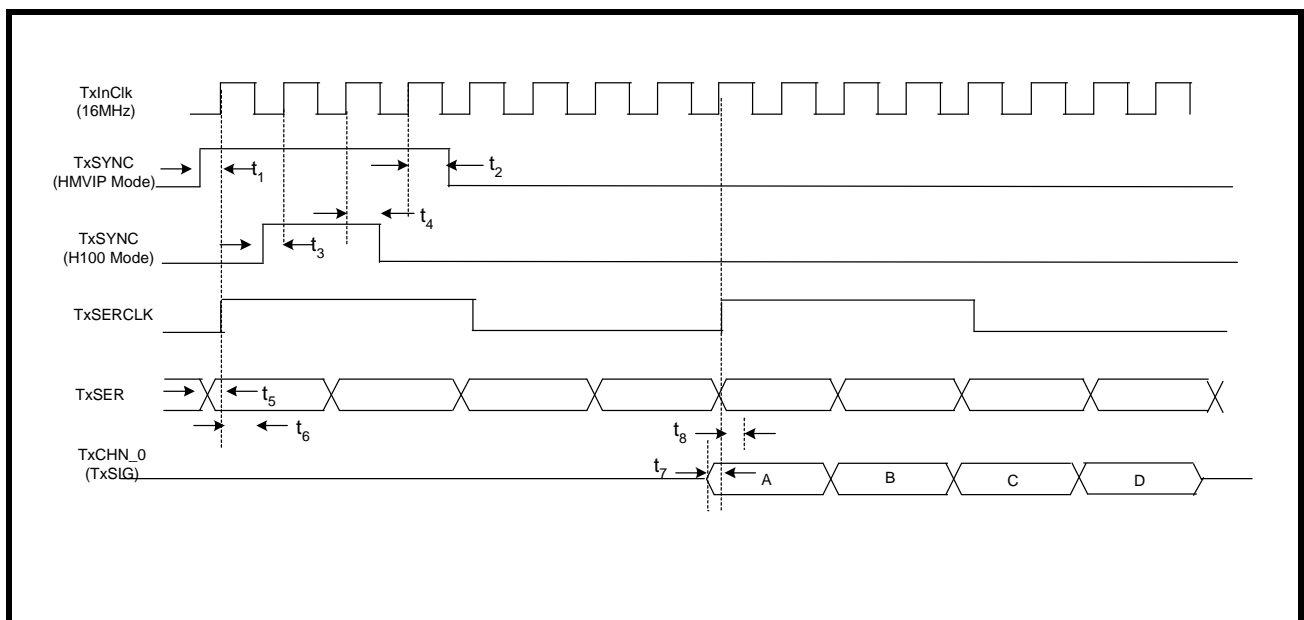 TxInClk
(16MHz)
TxSYNC
(HMVIP Mode)
t1
t2
TxSYNC
(H100 Mode)
t3
t4
TxSERCLK
TxSER
t5
t6
TxCHN_0
(TxSIG)
t7
t8
A
B
C
D